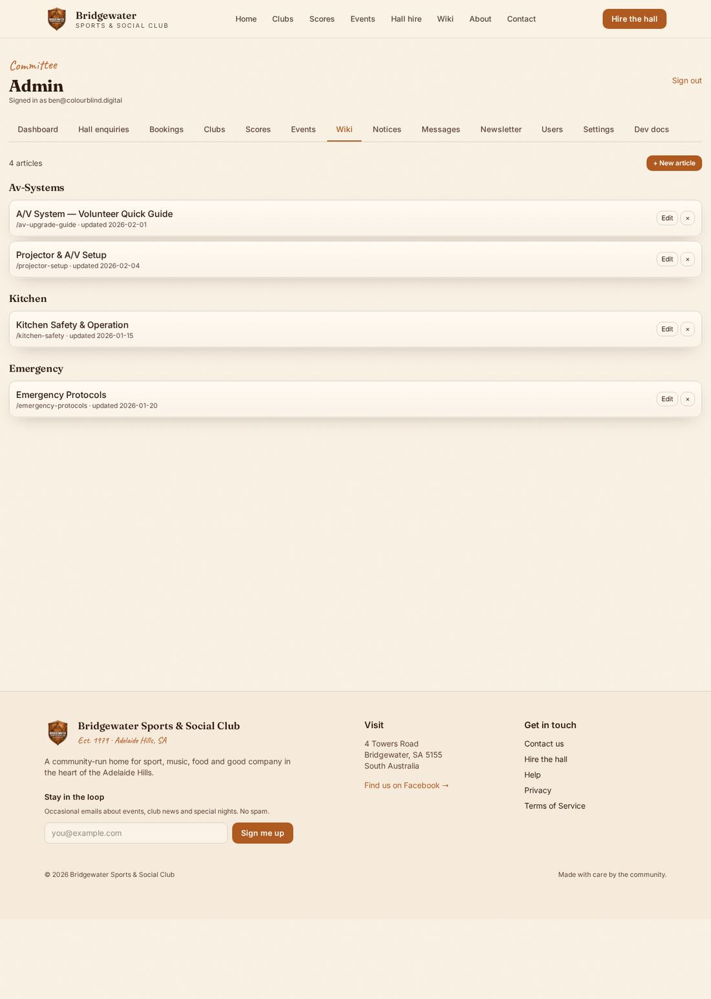 Bridgewater
SPORTS & SOCIAL CLUB
Home Clubs Scores Events Hall hire Wiki About Contact
Hire the hall
Committee
Admin
Signed in as ben@colourblind.digital
Sign out
Dashboard Hall enquiries Bookings Clubs Scores Events Wiki Notices Messages Newsletter Users Settings Dev docs
4 articles
+ New article
Av-Systems
A/V System — Volunteer Quick Guide
/av-upgrade-guide · updated 2026-02-01
Edit ×
Projector & A/V Setup
/projector-setup · updated 2026-02-04
Edit ×
Kitchen
Kitchen Safety & Operation
/kitchen-safety · updated 2026-01-15
Edit ×
Emergency
Emergency Protocols
/emergency-protocols · updated 2026-01-20
Edit ×
BRIDGEWATER
Bridgewater Sports & Social Club
Est. 1979 · Adelaide Hills, SA
A community-run home for sport, music, food and good company in
the heart of the Adelaide Hills.
Stay in the loop
Occasional emails about events, club news and special nights. No spam.
you@example.com
Sign me up
Visit
4 Towers Road
Bridgewater, SA 5155
South Australia
Find us on Facebook →
Get in touch
Contact us
Hire the hall
Help
Privacy
Terms of Service
© 2026 Bridgewater Sports & Social Club
Made with care by the community.